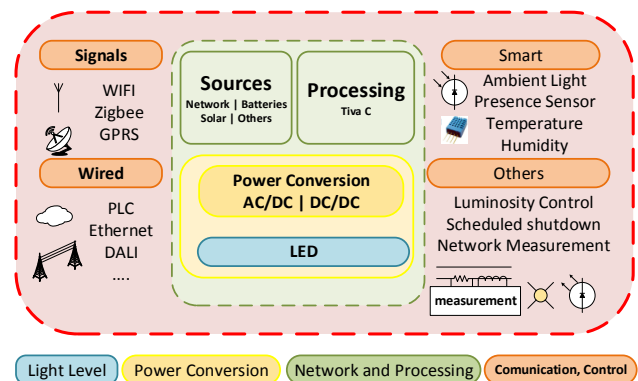 Signals
WIFI
Zigbee
GPRS
Wired
PLC
Ethernet
DALI
....
Sources
Network | Batteries
Solar | Others
Processing
Tiva C
Power Conversion
AC/DC | DC/DC
LED
Smart
Ambient Light
Presence Sensor
Temperature
Humidity
Others
Luminosity Control
Scheduled shutdown
Network Measurement
measurement
Light Level
Power Conversion
Network and Processing
Comunication, Control